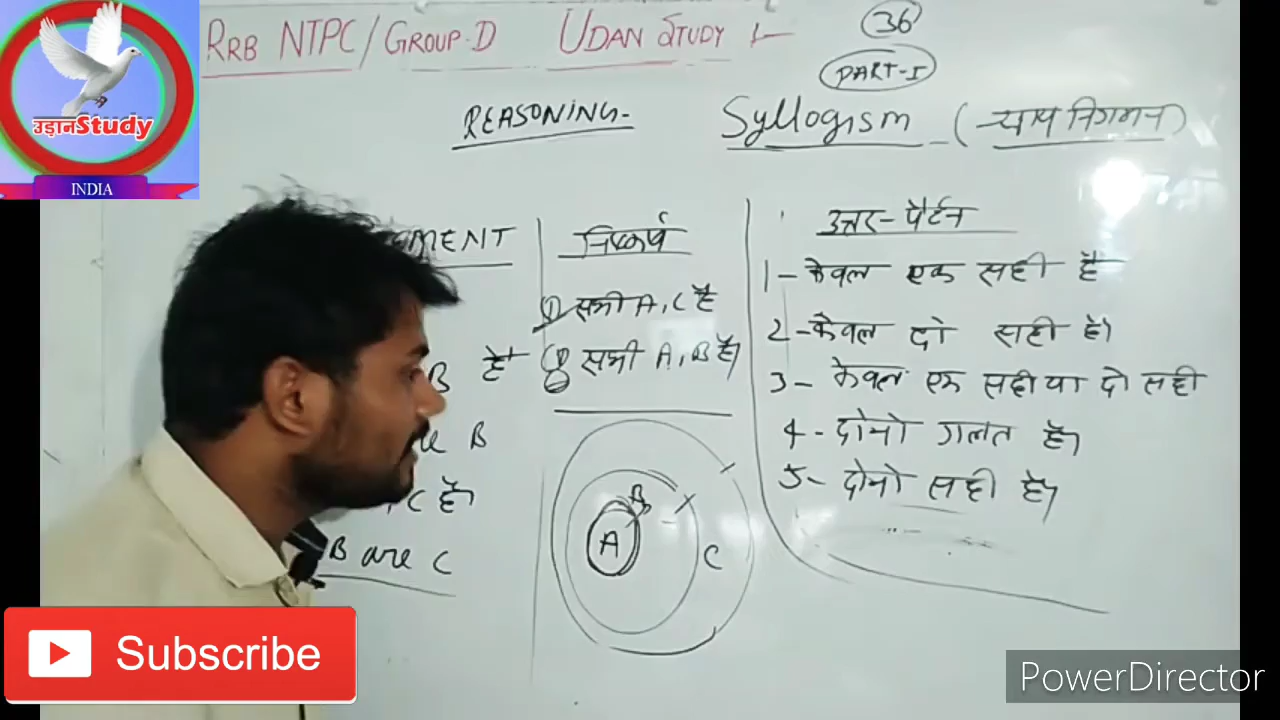 RRB NTPC/GROUP-D UDAN STUDY
36
PART-I
REASONING- Syllogism (न्याय निगमन)
उड़ानStudy
INDIA
EMENT
निष्कर्ष
① सभी A, C है
② सभी A, B है।
B है
B
, C है।
B are C
A
B
C
उत्तर-पैर्टन
1- केवल एक सही है
2- केवल दो सही है।
3- केवल एक सही या दो सही
4- दोनो गलत है।
5- दोनो सही है।
Subscribe
PowerDirector